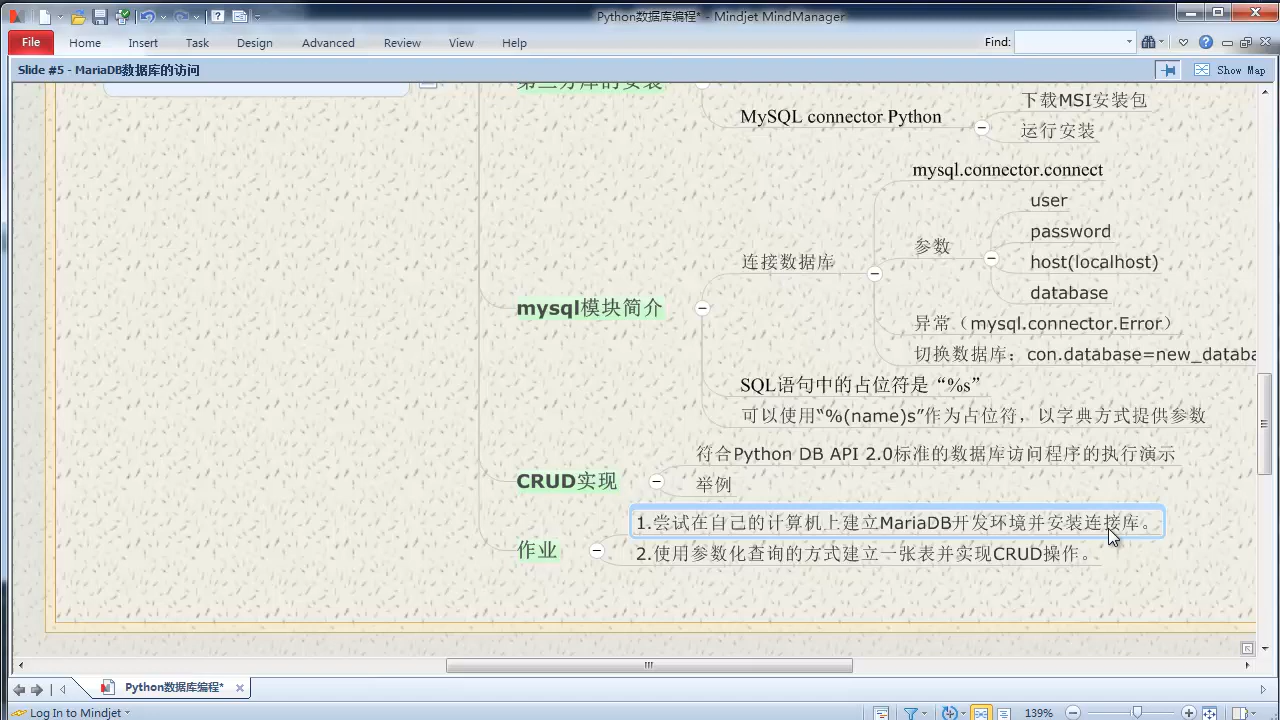 Python数据库编程* - Mindjet MindManager
File Home Insert Task Design Advanced Review View Help Find:
Slide #5 - MariaDB数据库的访问 Show Map
第三方库的安装
下载MSI安装包
MySQL connector Python
运行安装
mysql.connector.connect
user
password
参数
host(localhost)
连接数据库
database
mysql模块简介
异常（mysql.connector.Error）
切换数据库：con.database=new_databa
SQL语句中的占位符是“%s”
可以使用“%(name)s”作为占位符，以字典方式提供参数
符合Python DB API 2.0标准的数据库访问程序的执行演示
CRUD实现
举例
1.尝试在自己的计算机上建立MariaDB开发环境并安装连接库。
作业
2.使用参数化查询的方式建立一张表并实现CRUD操作。
Python数据库编程*
Log In to Mindjet 139%